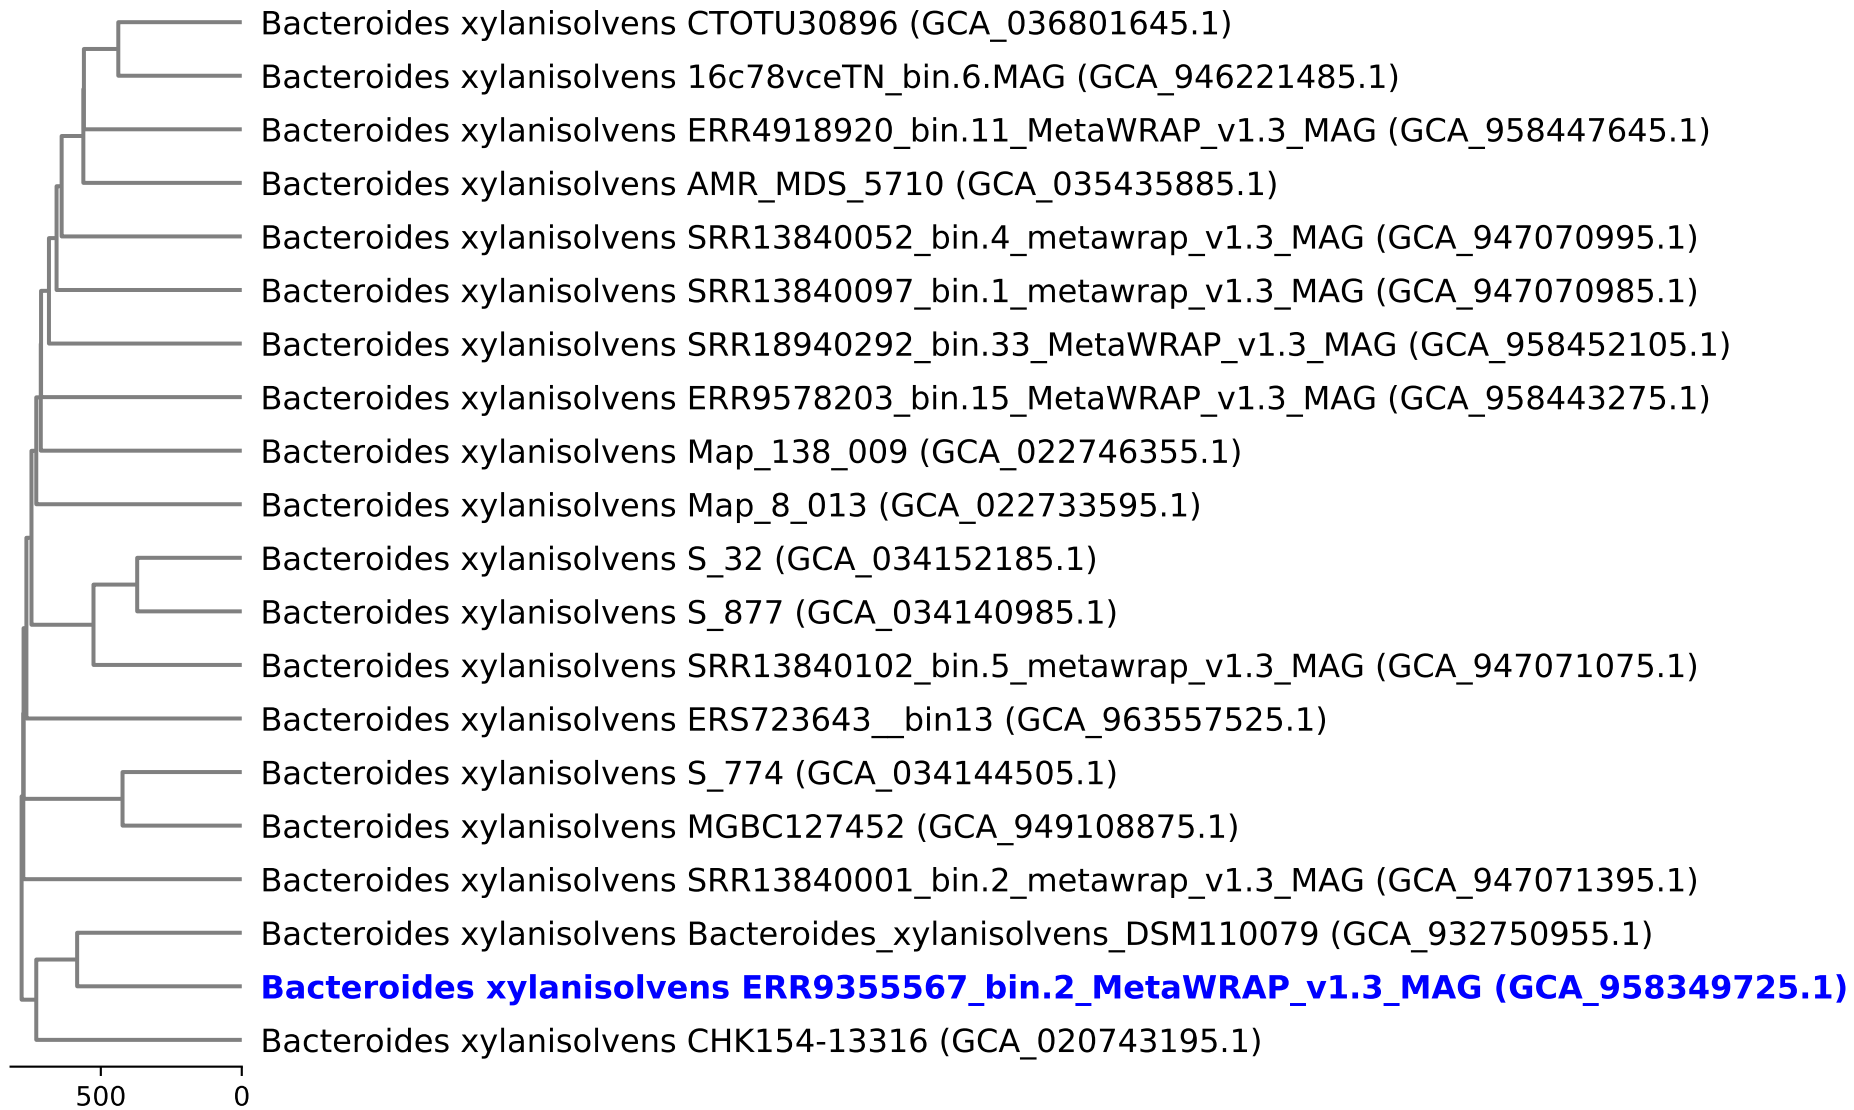 Bacteroides xylanisolvens CTOTU30896 (GCA_036801645.1)
Bacteroides xylanisolvens 16c78vceTN_bin.6.MAG (GCA_946221485.1)
Bacteroides xylanisolvens ERR4918920_bin.11_MetaWRAP_v1.3_MAG (GCA_958447645.1)
Bacteroides xylanisolvens AMR_MDS_5710 (GCA_035435885.1)
Bacteroides xylanisolvens SRR13840052_bin.4_metawrap_v1.3_MAG (GCA_947070995.1)
Bacteroides xylanisolvens SRR13840097_bin.1_metawrap_v1.3_MAG (GCA_947070985.1)
Bacteroides xylanisolvens SRR18940292_bin.33_MetaWRAP_v1.3_MAG (GCA_958452105.1)
Bacteroides xylanisolvens ERR9578203_bin.15_MetaWRAP_v1.3_MAG (GCA_958443275.1)
Bacteroides xylanisolvens Map_138_009 (GCA_022746355.1)
Bacteroides xylanisolvens Map_8_013 (GCA_022733595.1)
Bacteroides xylanisolvens S_32 (GCA_034152185.1)
Bacteroides xylanisolvens S_877 (GCA_034140985.1)
Bacteroides xylanisolvens SRR13840102_bin.5_metawrap_v1.3_MAG (GCA_947071075.1)
Bacteroides xylanisolvens ERS723643__bin13 (GCA_963557525.1)
Bacteroides xylanisolvens S_774 (GCA_034144505.1)
Bacteroides xylanisolvens MGBC127452 (GCA_949108875.1)
Bacteroides xylanisolvens SRR13840001_bin.2_metawrap_v1.3_MAG (GCA_947071395.1)
Bacteroides xylanisolvens Bacteroides_xylanisolvens_DSM110079 (GCA_932750955.1)
Bacteroides xylanisolvens ERR9355567_bin.2_MetaWRAP_v1.3_MAG (GCA_958349725.1)
Bacteroides xylanisolvens CHK154-13316 (GCA_020743195.1)
500 0